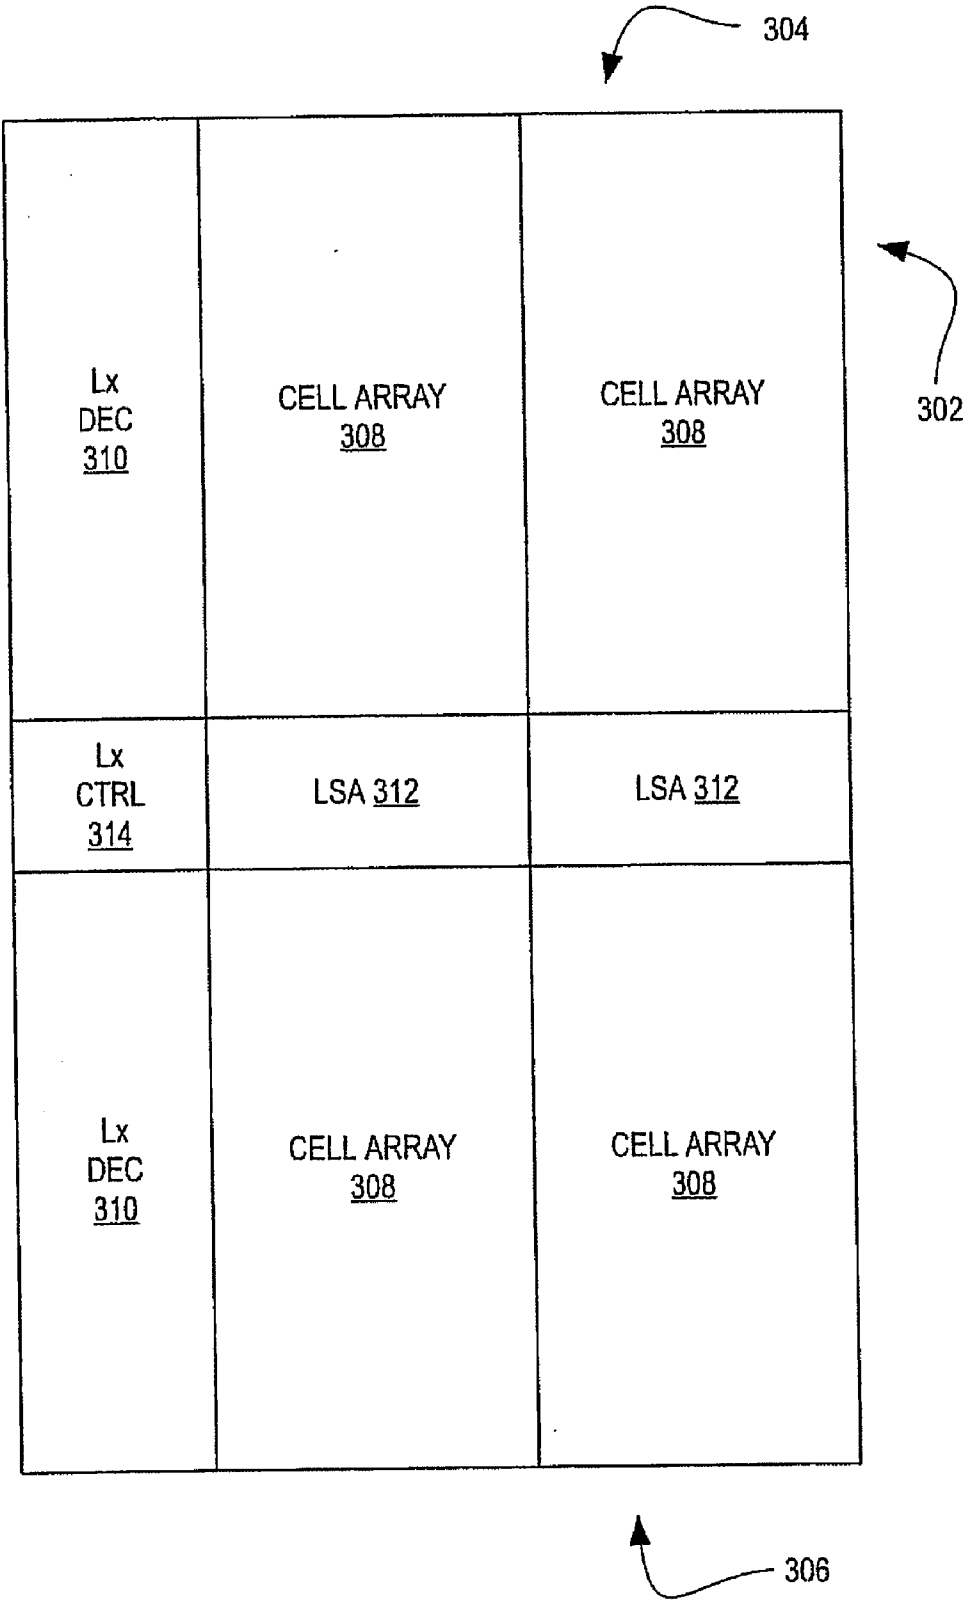 304
302
Lx
DEC
310
CELL ARRAY
308
CELL ARRAY
308
Lx
CTRL
314
LSA 312
LSA 312
Lx
DEC
310
CELL ARRAY
308
CELL ARRAY
308
306